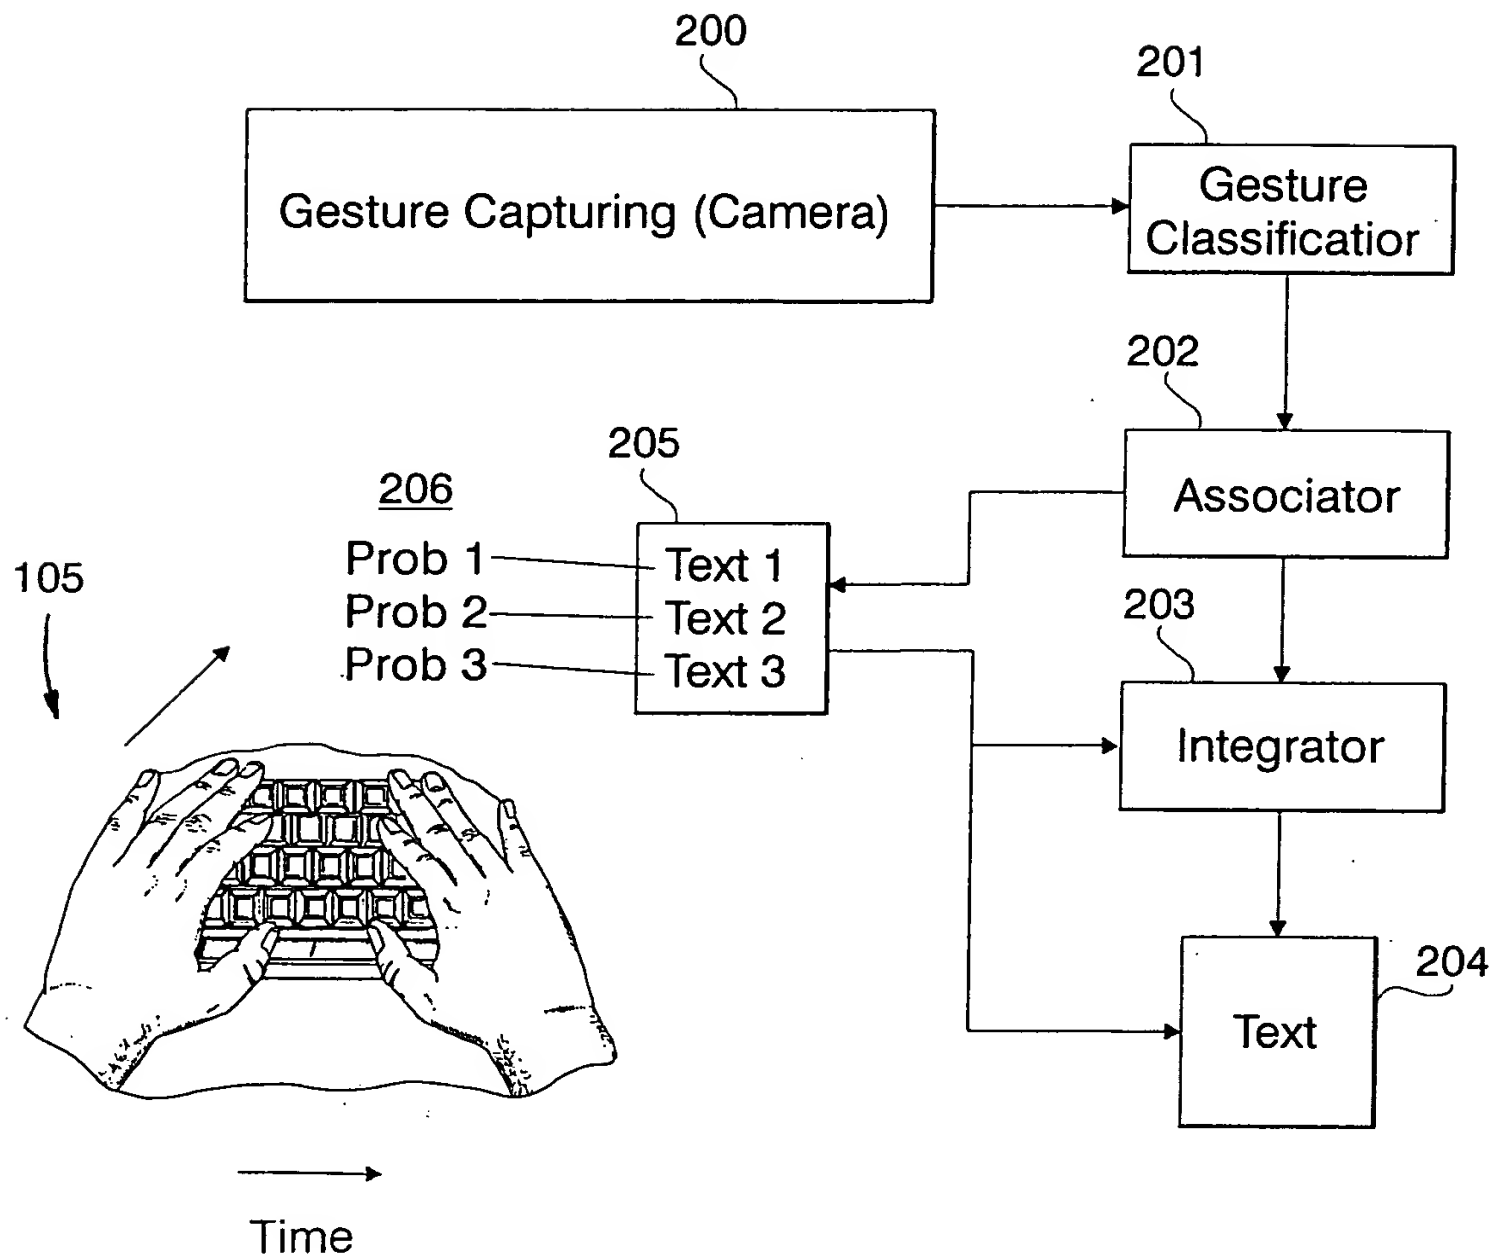 200
201
Gesture Capturing (Camera)
Gesture
Classificatior
202
205
206
Associator
Prob 1
Text 1
105
Prob 2
Text 2
203
Prob 3
Text 3
Integrator
204
Text
Time